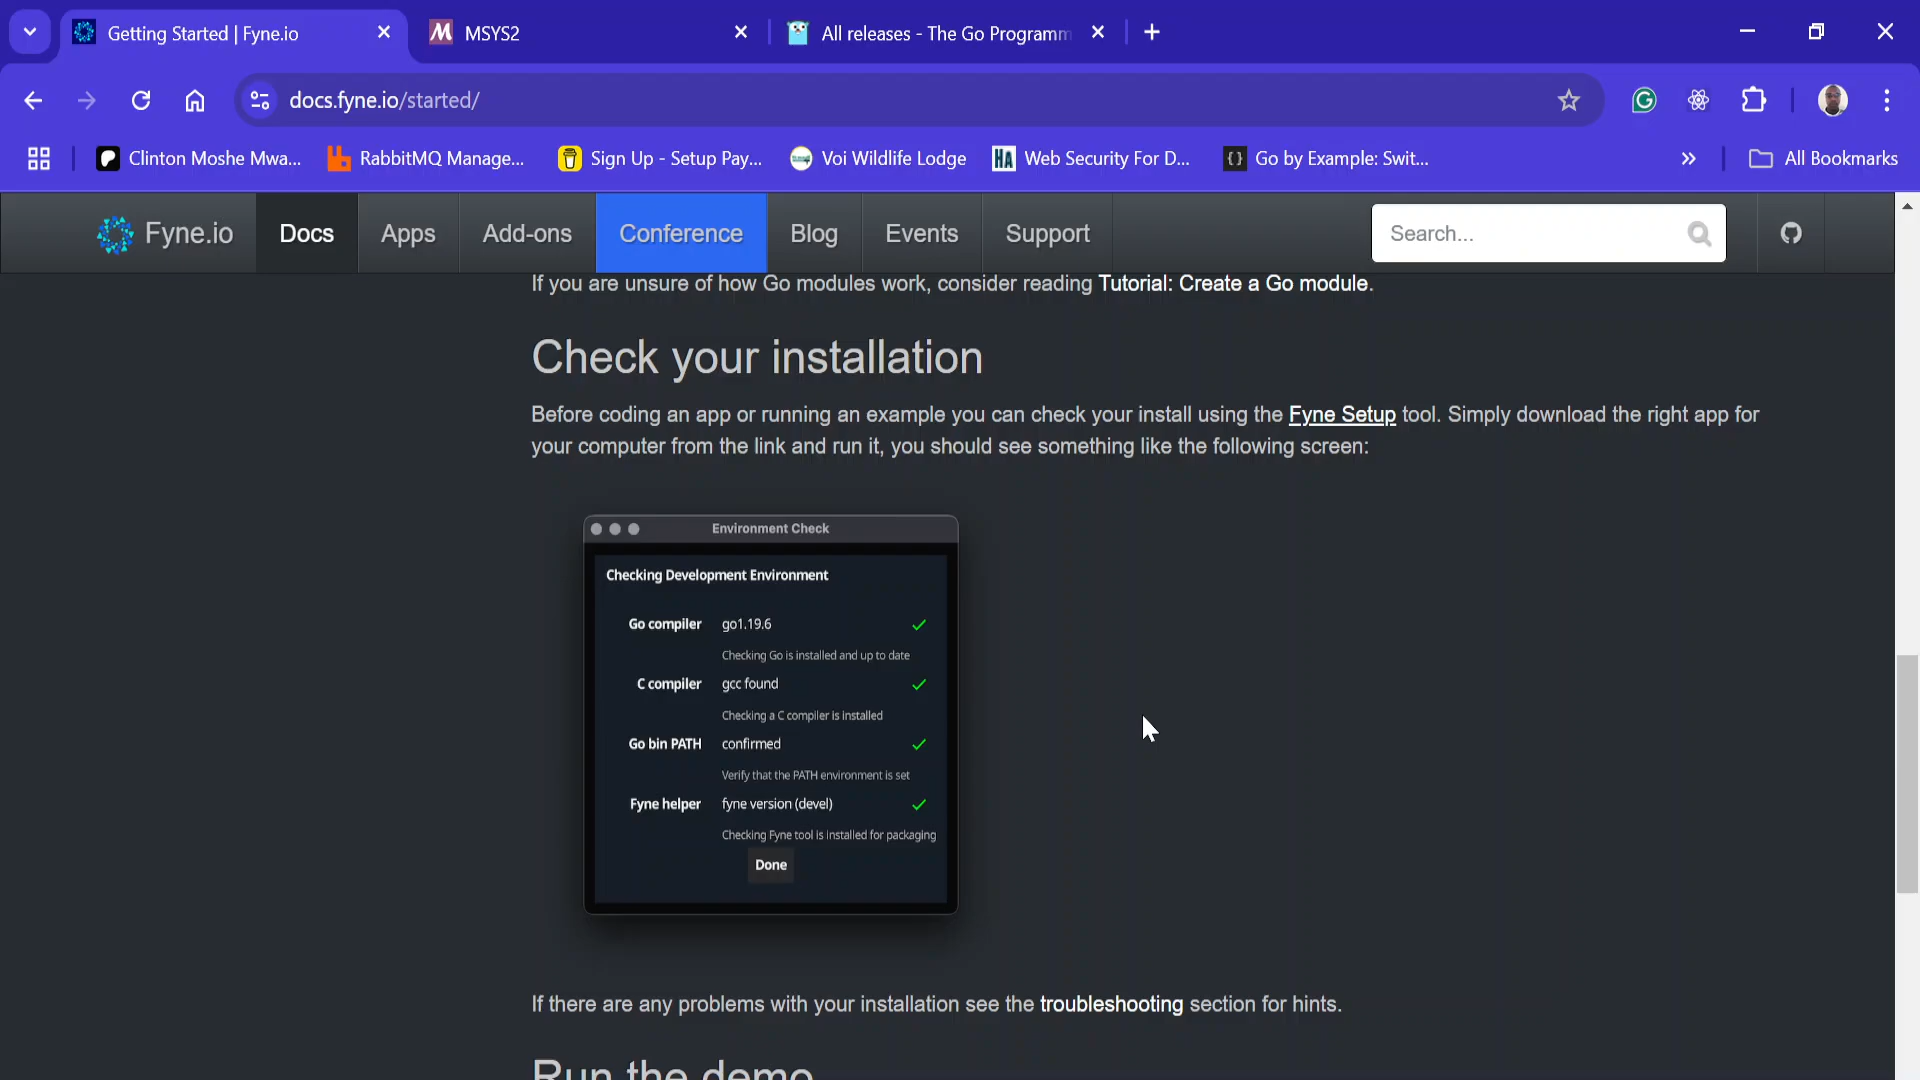 Getting Started | Fyne.io
MSYS2
All releases - The Go Programm
docs.fyne.io/started/
Clinton Moshe Mwa...
RabbitMQ Manage...
Sign Up - Setup Pay...
Voi Wildlife Lodge
Web Security For D...
Go by Example: Swit...
All Bookmarks
Fyne.io
Docs
Apps
Add-ons
Conference
Blog
Events
Support
Search...
If you are unsure of how Go modules work, consider reading Tutorial: Create a Go module.
Check your installation
Before coding an app or running an example you can check your install using the Fyne Setup tool. Simply download the right app for
your computer from the link and run it, you should see something like the following screen:
Environment Check
Checking Development Environment
Go compiler go1.19.6
Checking Go is installed and up to date
C compiler gcc found
Checking a C compiler is installed
Go bin PATH confirmed
Verify that the PATH environment is set
Fyne helper fyne version (devel)
Checking Fyne tool is installed for packaging
Done
If there are any problems with your installation see the troubleshooting section for hints.
Run the demo